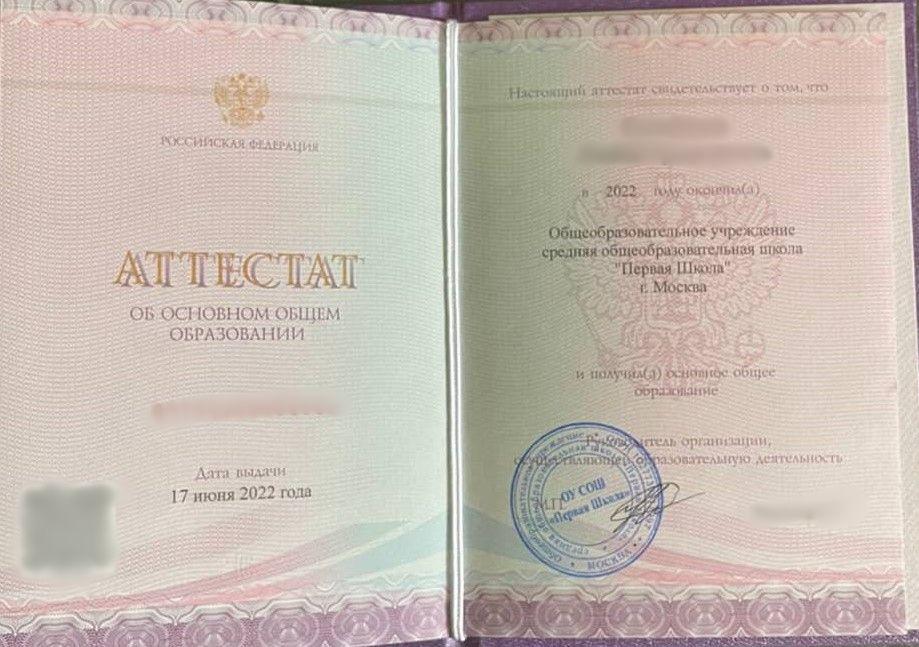 РОССИЙСКАЯ ФЕДЕРАЦИЯ
АТТЕСТАТ
ОБ ОСНОВНОМ ОБЩЕМ
ОБРАЗОВАНИИ
Дата выдачи
17 июня 2022 года
Настоящий аттестат свидетельствует о том, что
в 2022 году окончил(а)
Общеобразовательное учреждение
средняя общеобразовательная школа
"Первая Школа"
г. Москва
и получил(а) основное общее
образование
Руководитель организации,
осуществляющей образовательную деятельность
М.П.
ОУ СОШ
«Первая Школа»
МОСКВА